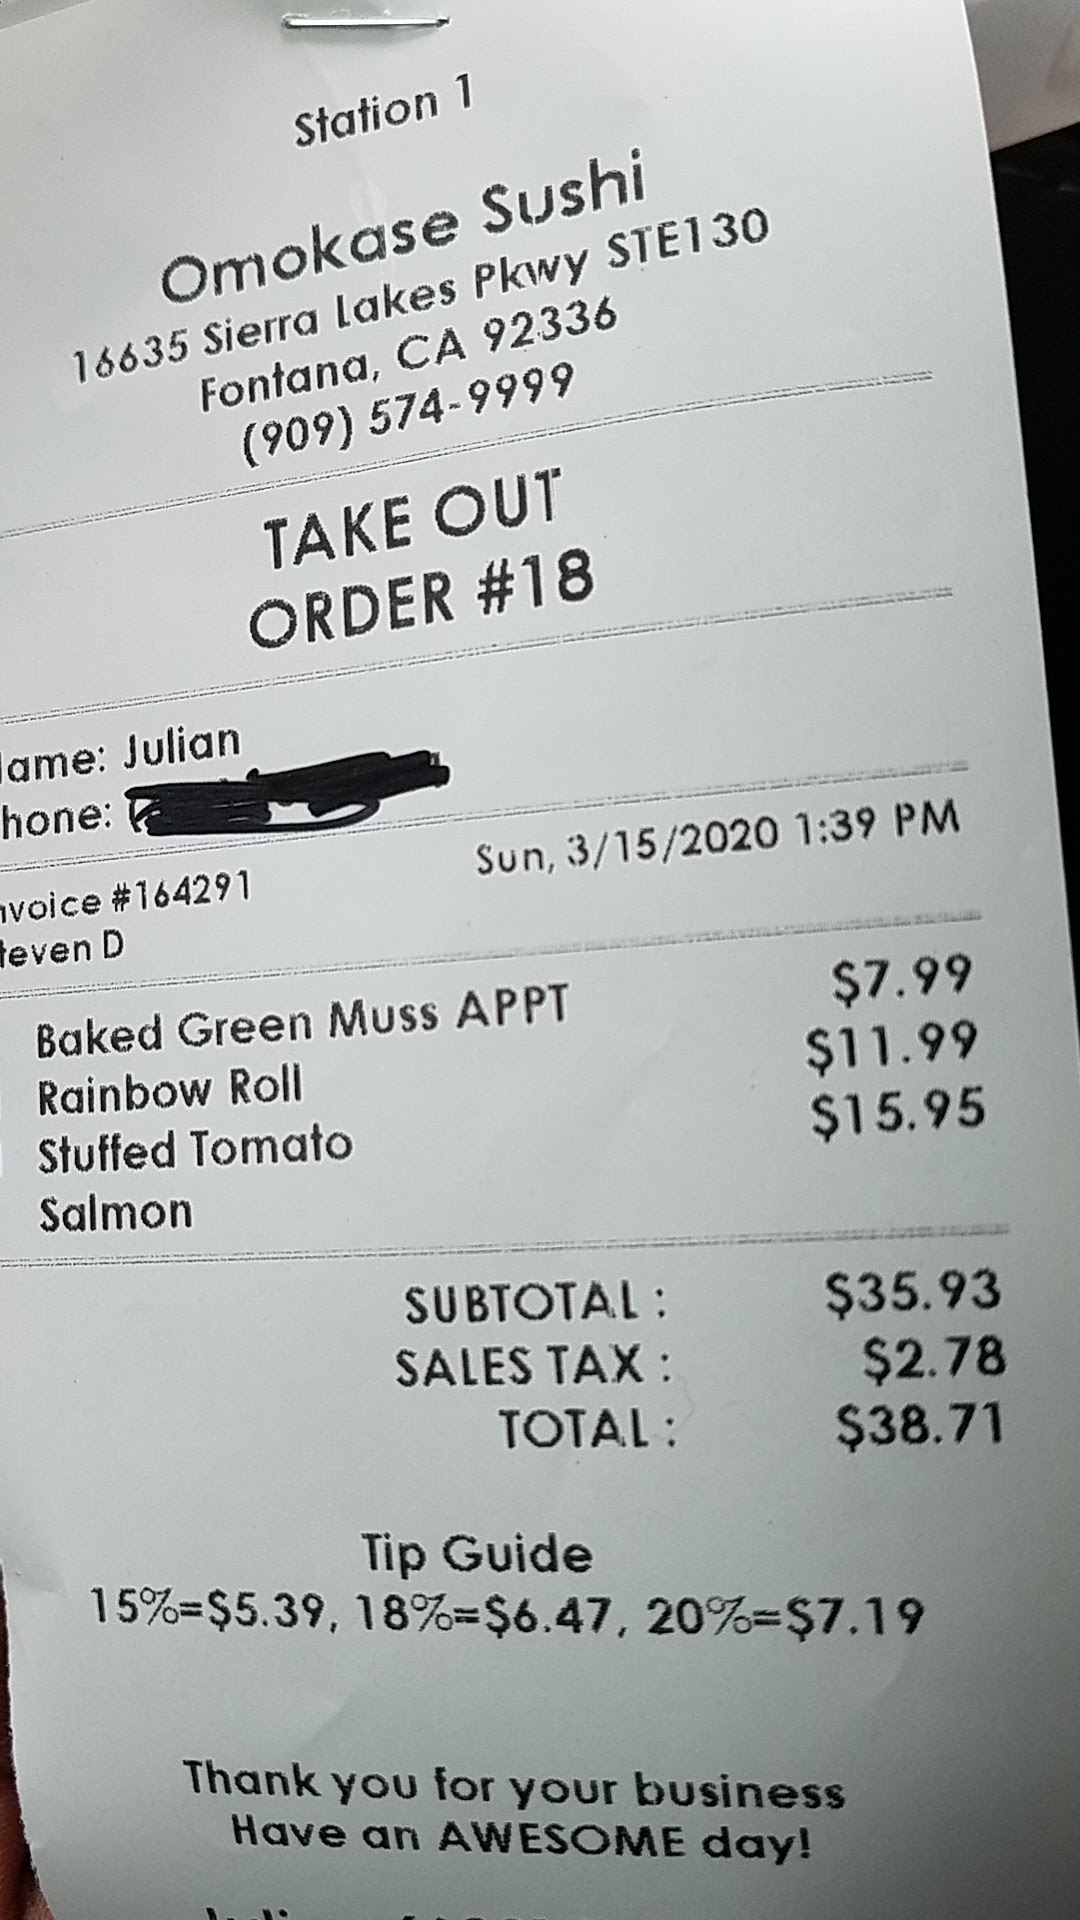 Station 1
Omokase Sushi
16635 Sierra Lakes Pkwy STE130
Fontana, CA 92336
(909) 574-9999
TAKE OUT
ORDER #18
ame: Julian
hone:
voice #164291 Sun, 3/15/2020 1:39 PM
teven D
Baked Green Muss APPT $7.99
Rainbow Roll $11.99
Stuffed Tomato $15.95
Salmon
SUBTOTAL : $35.93
SALES TAX : $2.78
TOTAL : $38.71
Tip Guide
15%=$5.39, 18%=$6.47, 20%=$7.19
Thank you for your business
Have an AWESOME day!